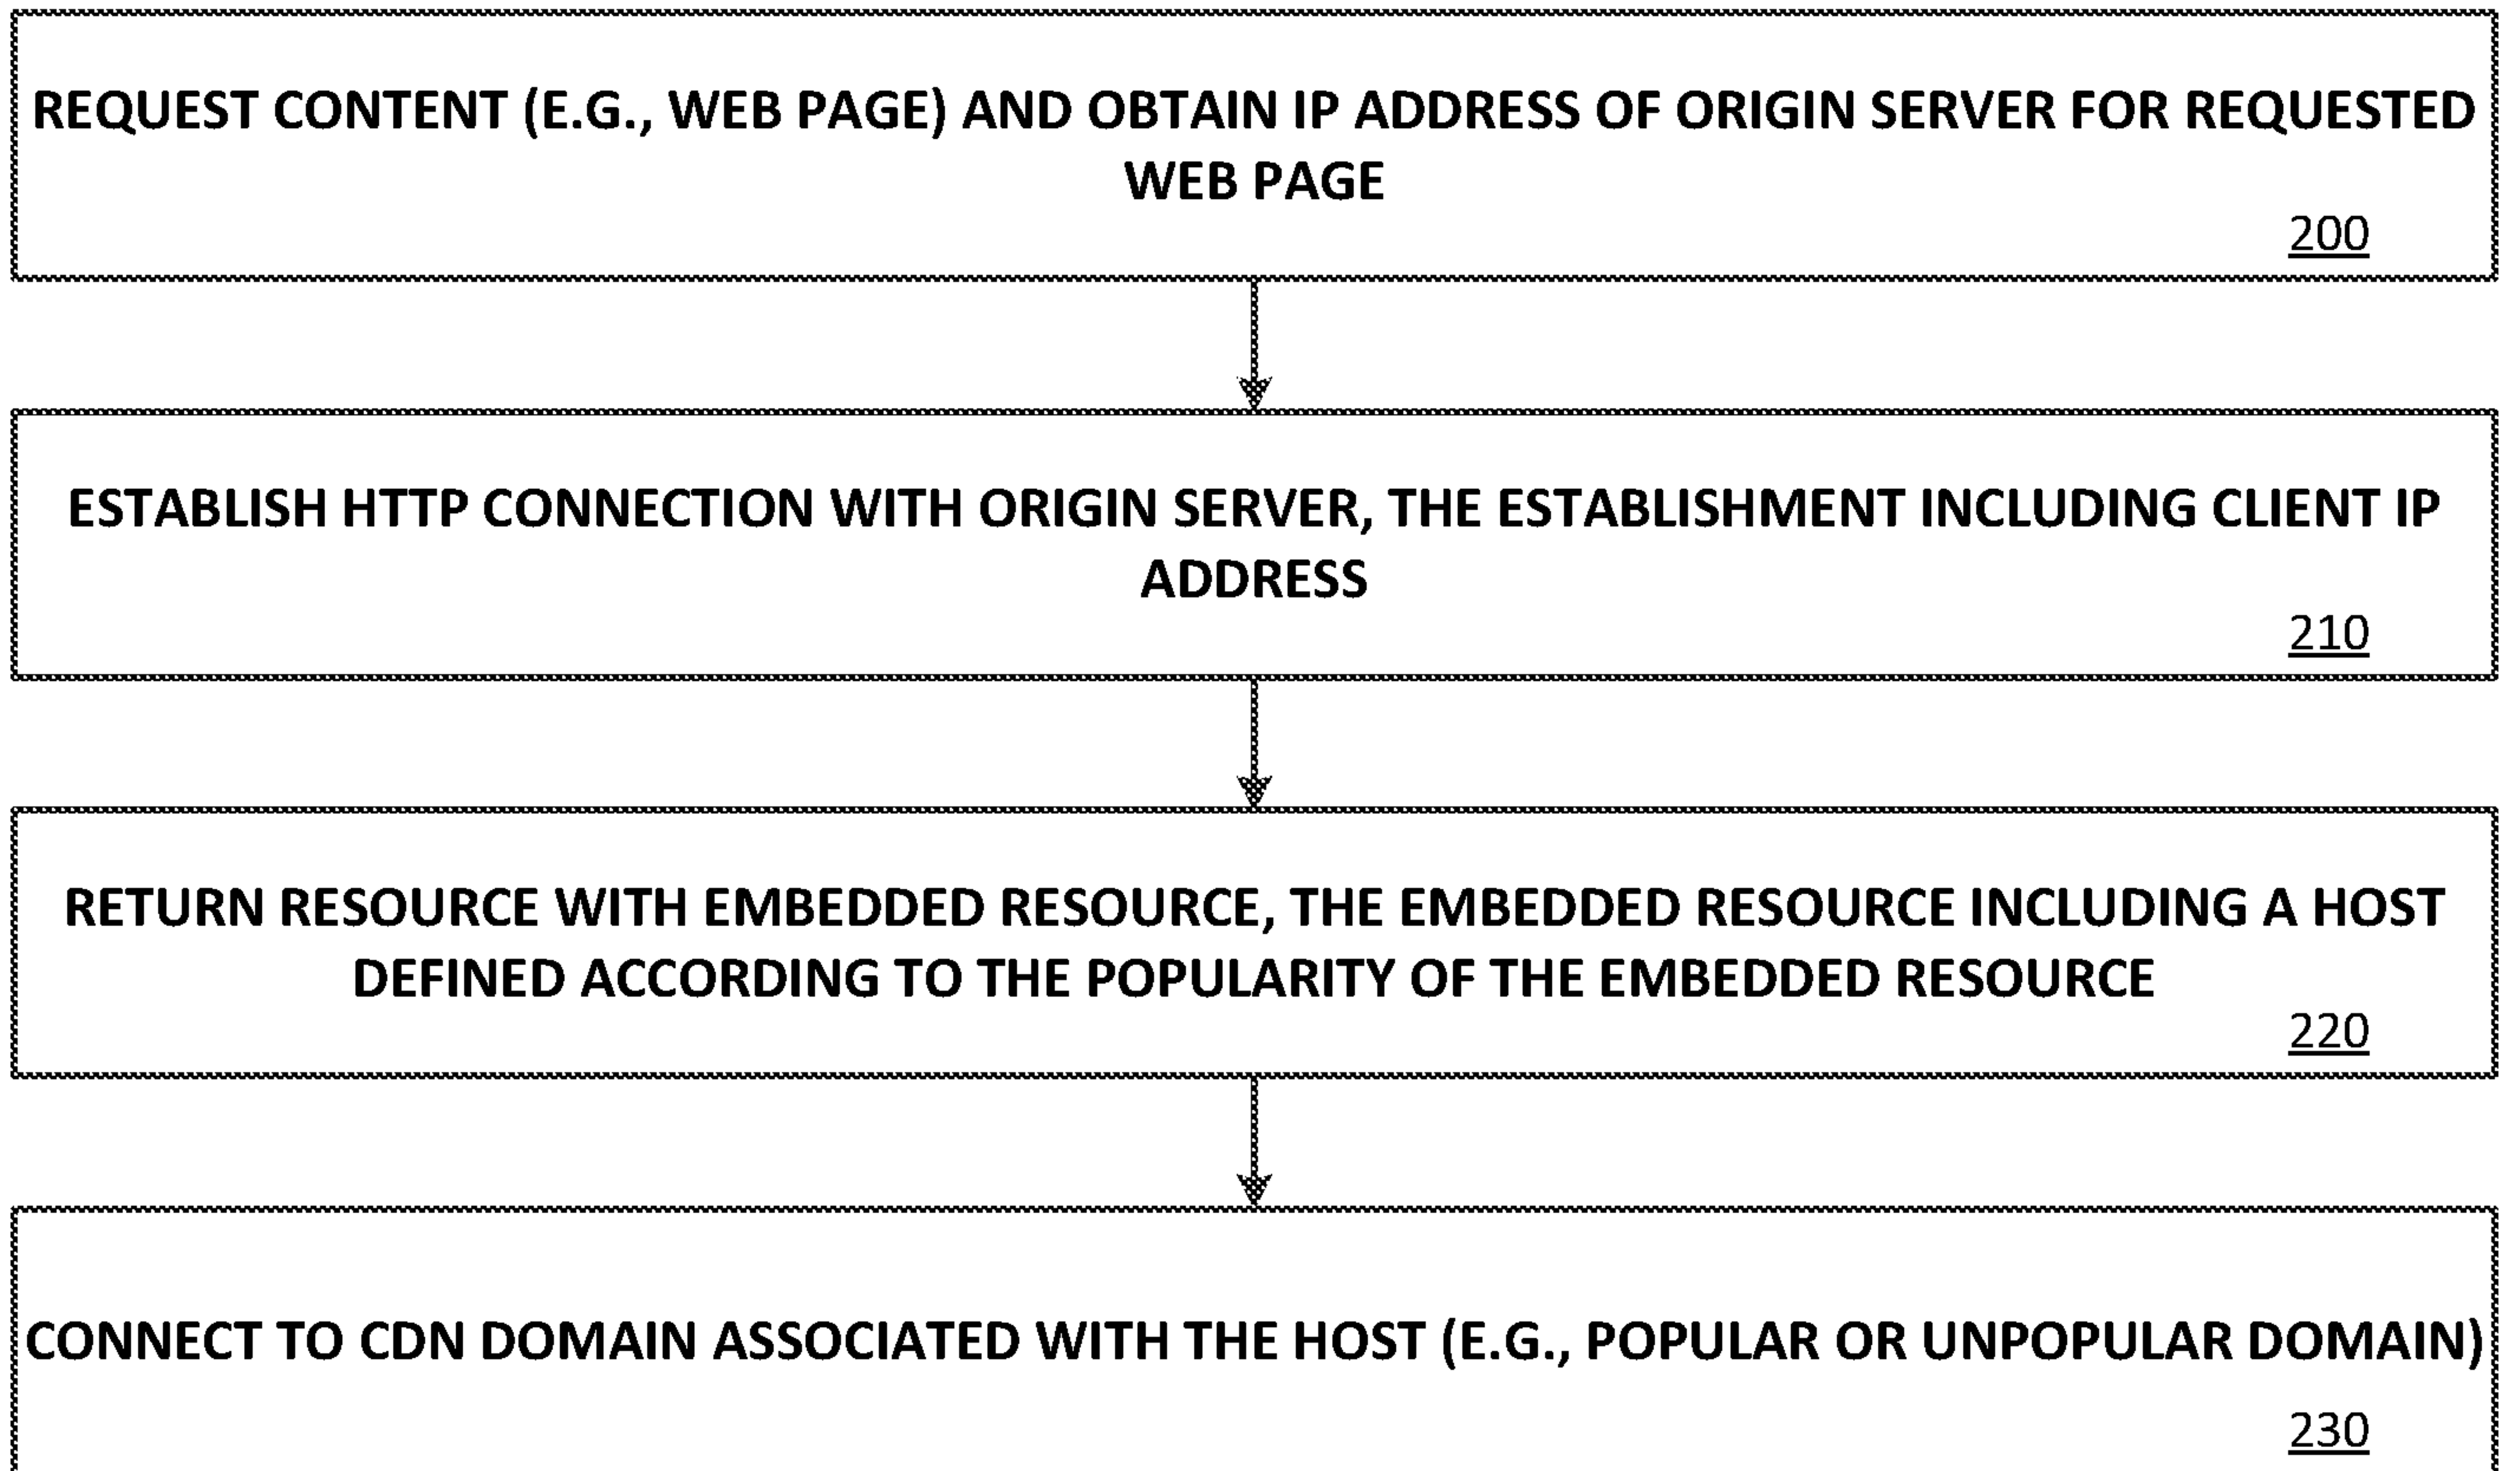 REQUEST CONTENT (E.G., WEB PAGE) AND OBTAIN IP ADDRESS OF ORIGIN SERVER FOR REQUESTED
WEB PAGE
200
ESTABLISH HTTP CONNECTION WITH ORIGIN SERVER, THE ESTABLISHMENT INCLUDING CLIENT IP
ADDRESS
210
RETURN RESOURCE WITH EMBEDDED RESOURCE, THE EMBEDDED RESOURCE INCLUDING A HOST
DEFINED ACCORDING TO THE POPULARITY OF THE EMBEDDED RESOURCE
220
CONNECT TO CDN DOMAIN ASSOCIATED WITH THE HOST (E.G., POPULAR OR UNPOPULAR DOMAIN)
230